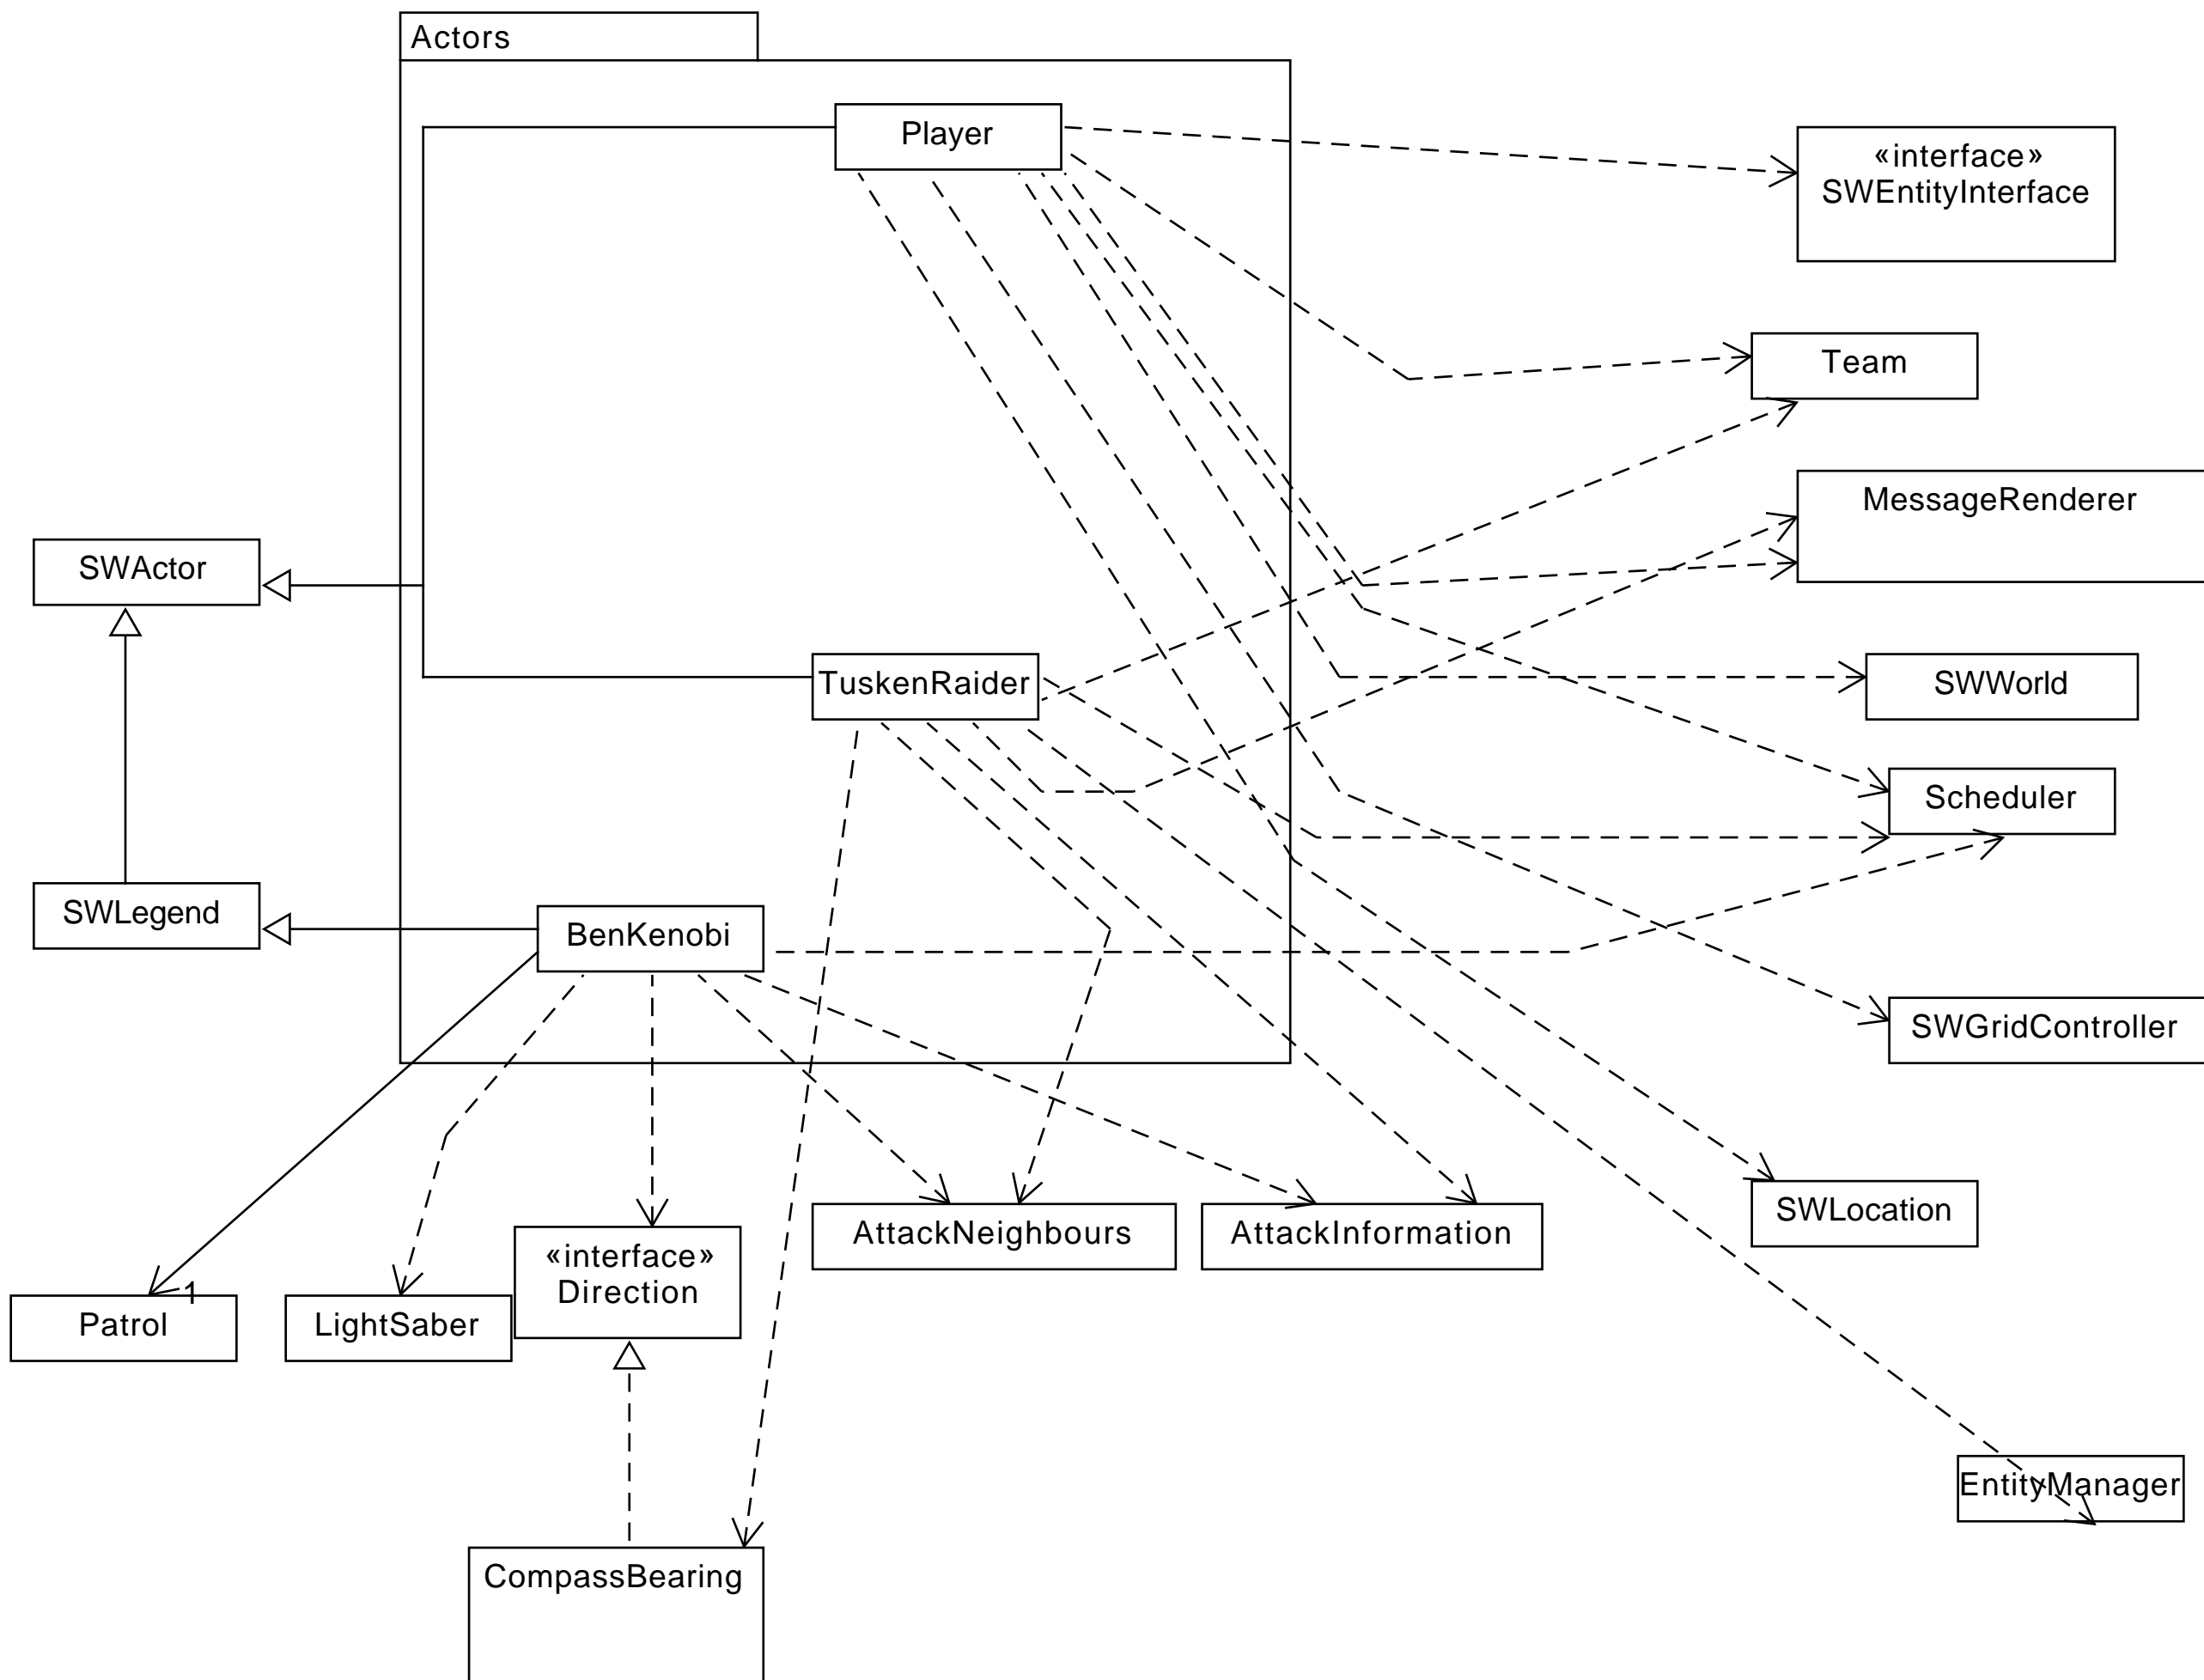 Actors
Player
«interface»
SWEntityInterface
Team
MessageRenderer
SWActor
TuskenRaider
SWWorld
Scheduler
SWLegend
BenKenobi
SWGridController
SWLocation
AttackNeighbours
AttackInformation
«interface»
Direction
1
Patrol
LightSaber
EntityManager
CompassBearing